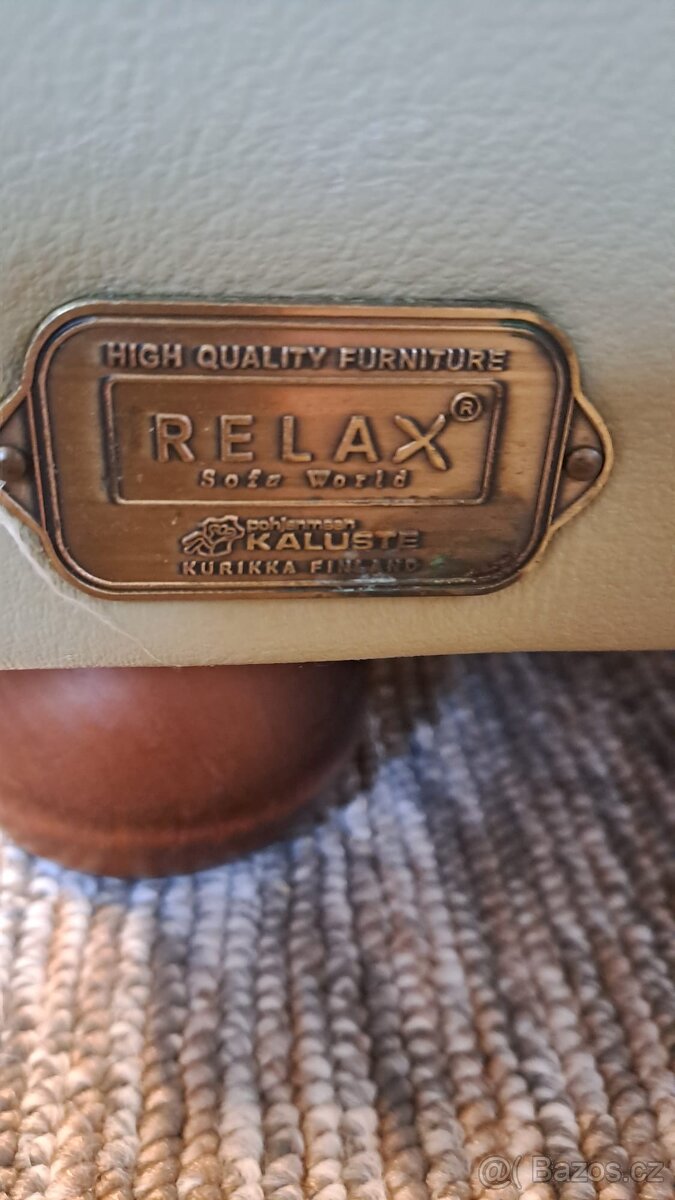 HIGH QUALITY FURNITURE
RELAX®
Sofa World
pohjanmaan
KALUSTE
KURIKKA FINLAND
@( Bazos.cz